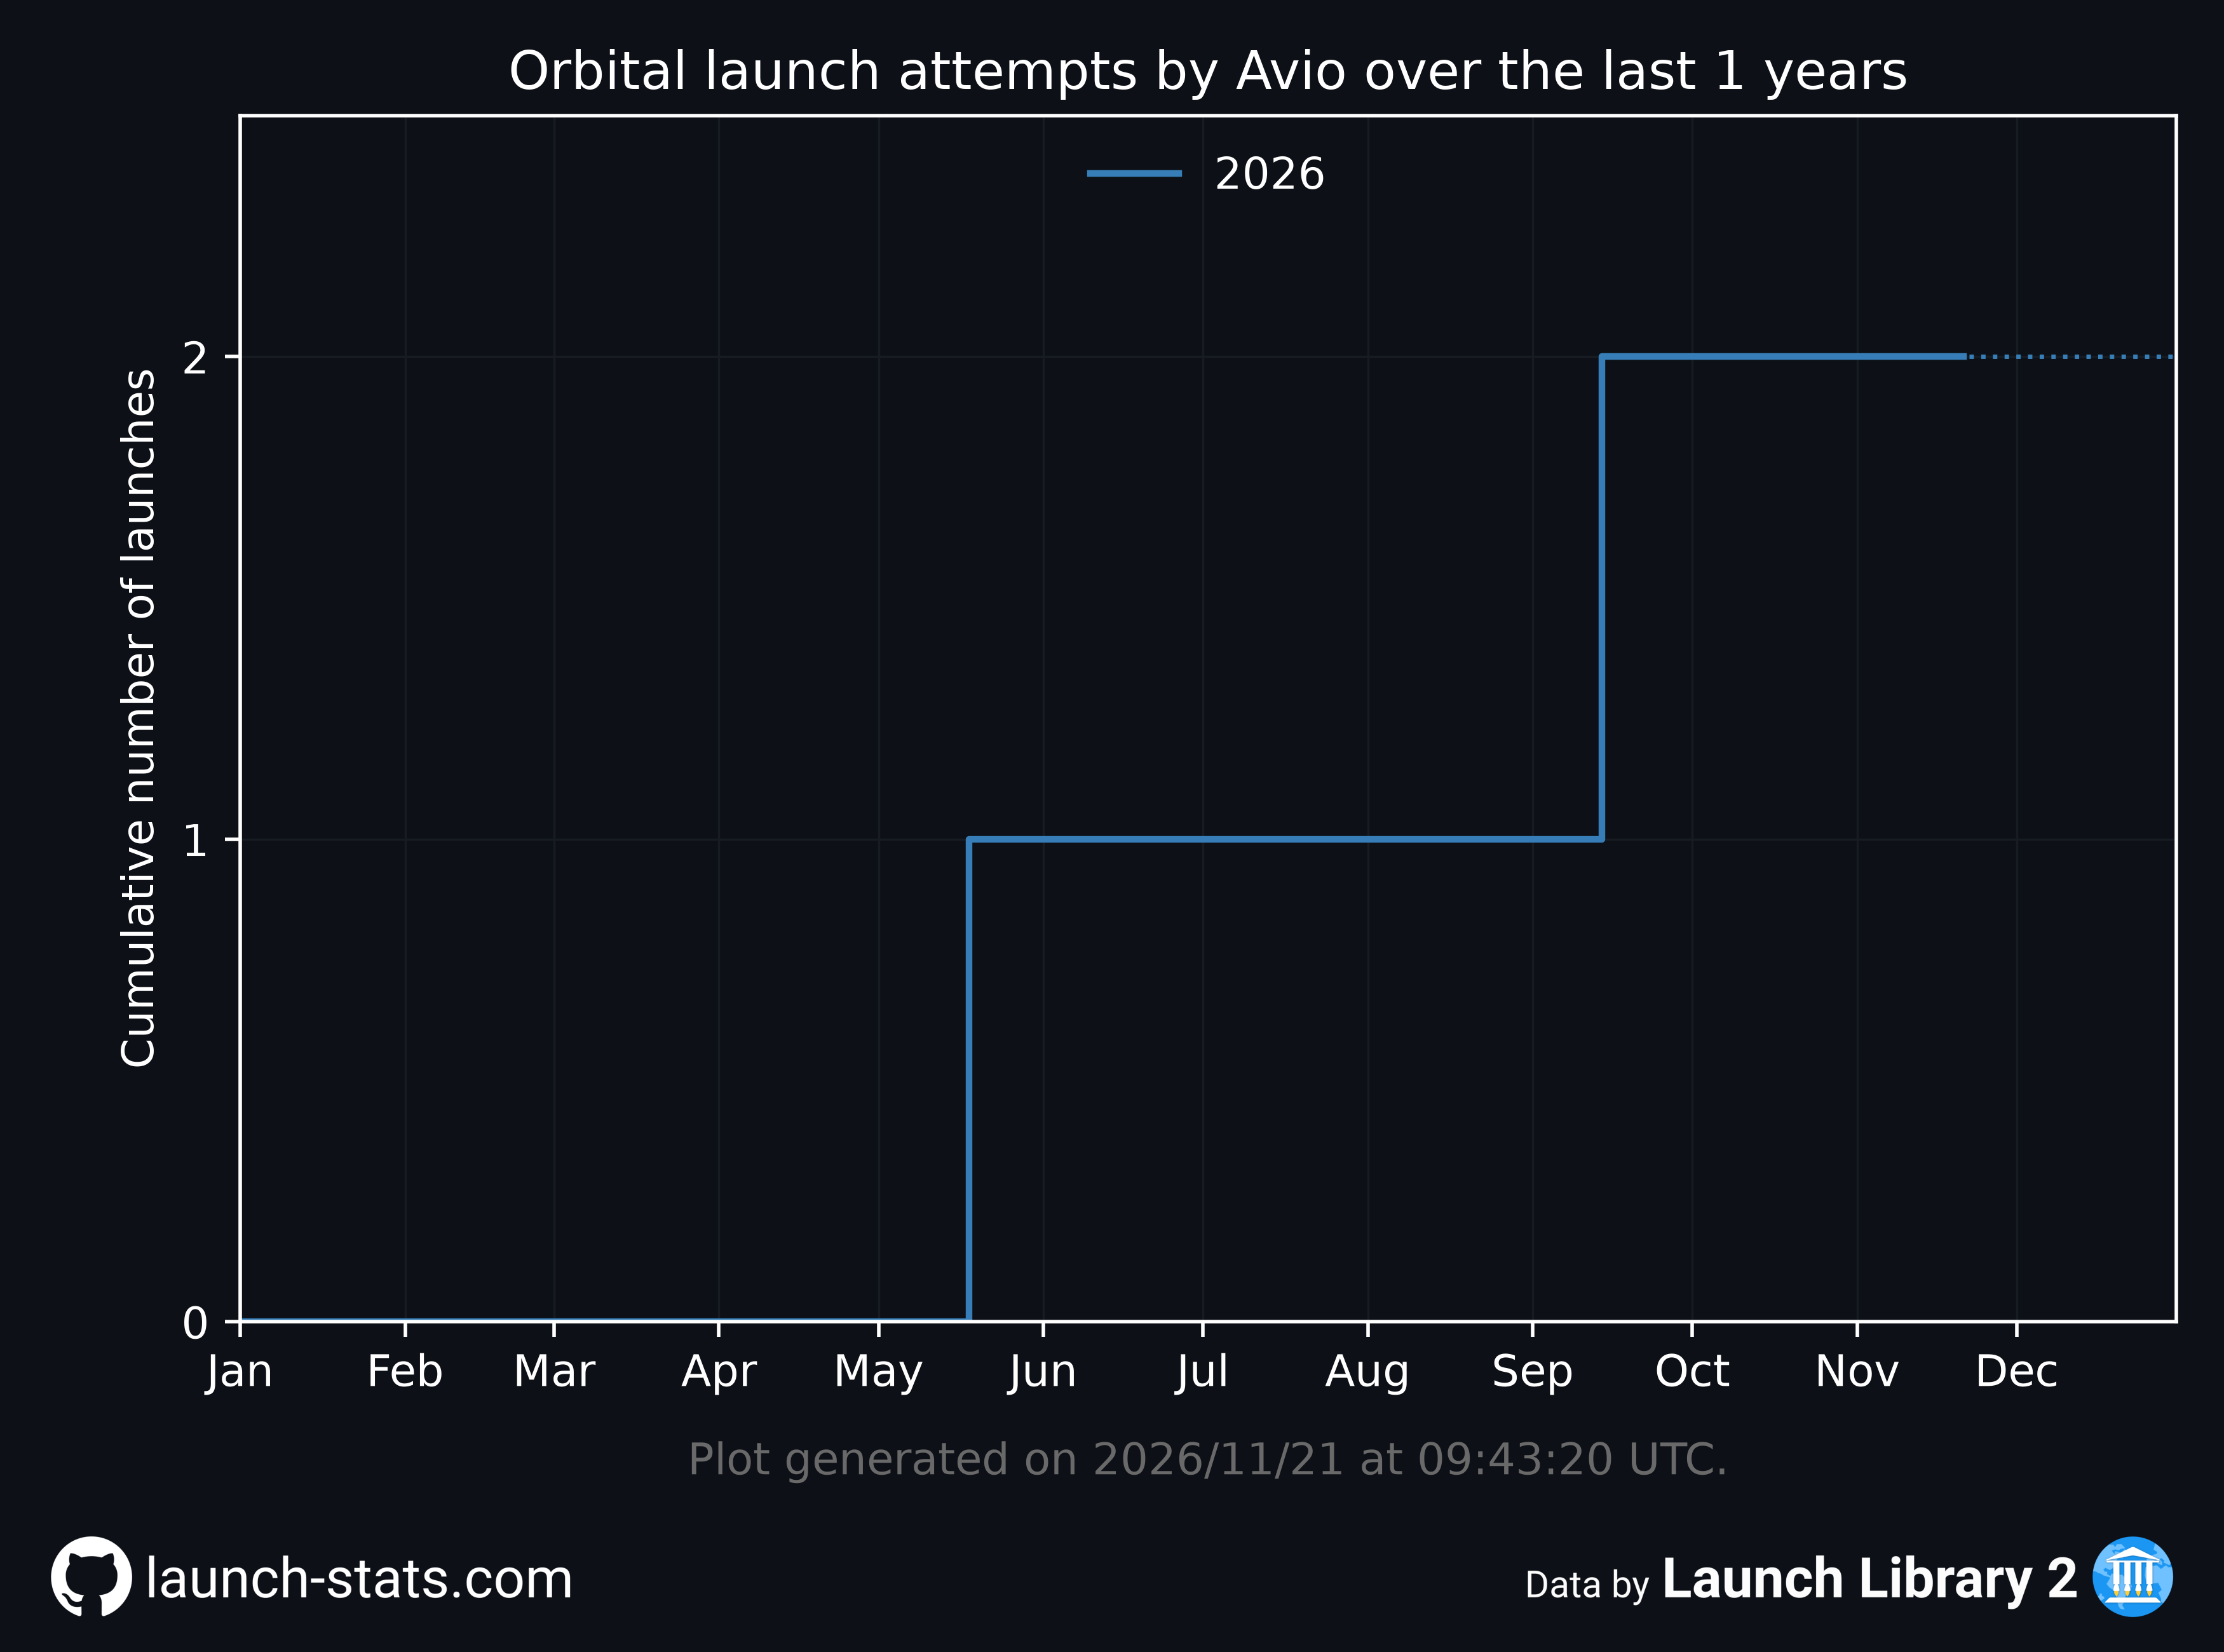 Orbital launch attempts by Avio over the last 1 years
2026
Cumulative number of launches
2
1
0
Jan Feb Mar Apr May Jun Jul Aug Sep Oct Nov Dec
Plot generated on 2026/11/21 at 09:43:20 UTC.
launch-stats.com
Data by Launch Library 2